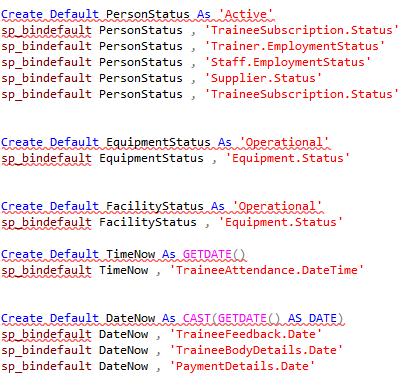 Create Default PersonStatus As 'Active'
sp_bindefault PersonStatus , 'TraineeSubscription.Status'
sp_bindefault PersonStatus , 'Trainer.EmploymentStatus'
sp_bindefault PersonStatus , 'Staff.EmploymentStatus'
sp_bindefault PersonStatus , 'Supplier.Status'
sp_bindefault PersonStatus , 'TraineeSubscription.Status'
Create Default EquipmentStatus As 'Operational'
sp_bindefault EquipmentStatus , 'Equipment.Status'
Create Default FacilityStatus As 'Operational'
sp_bindefault FacilityStatus , 'Equipment.Status'
Create Default TimeNow As GETDATE()
sp_bindefault TimeNow , 'TraineeAttendance.DateTime'
Create Default DateNow As CAST(GETDATE() AS DATE)
sp_bindefault DateNow , 'TraineeFeedback.Date'
sp_bindefault DateNow , 'TraineeBodyDetails.Date'
sp_bindefault DateNow , 'PaymentDetails.Date'